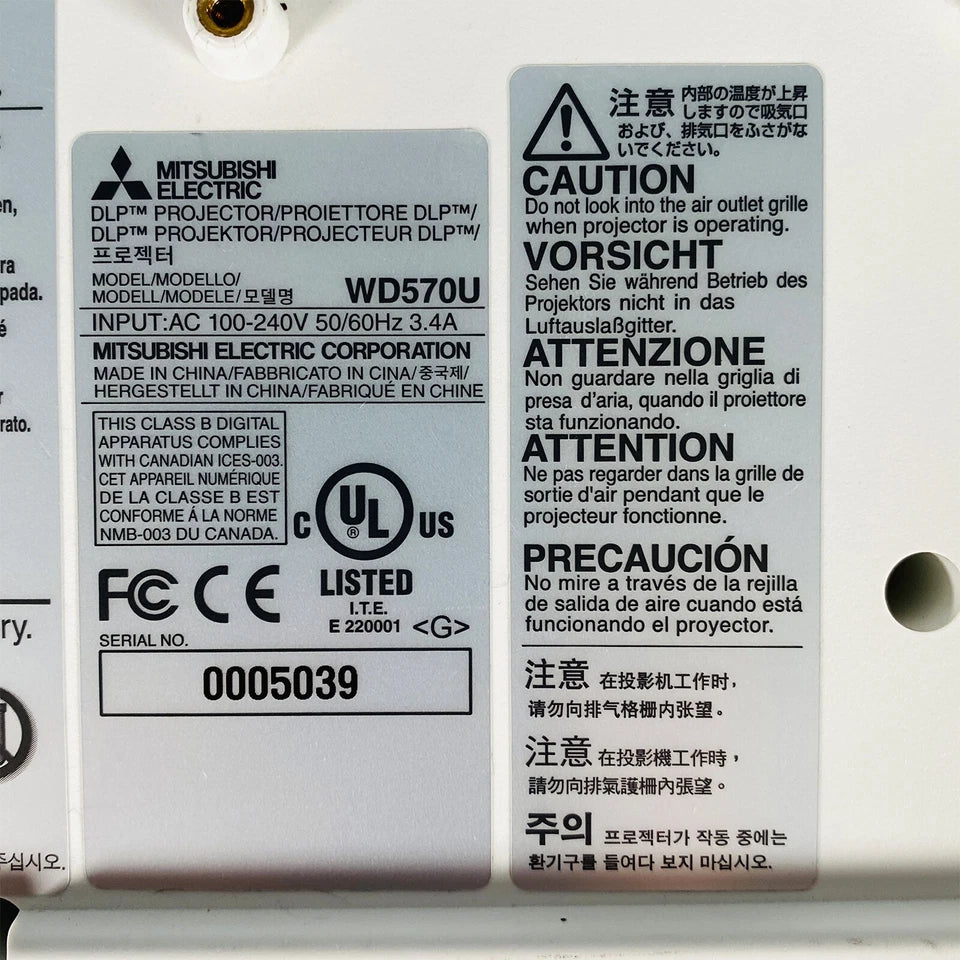 en,
ra
pada.
é
r
rato.
ry.
주십시오.
MITSUBISHI
ELECTRIC
DLP™ PROJECTOR/PROIETTORE DLP™/
DLP™ PROJEKTOR/PROJECTEUR DLP™/
프로젝터
MODEL/MODELLO/
MODELL/MODELE/모델명 WD570U
INPUT:AC 100-240V 50/60Hz 3.4A
MITSUBISHI ELECTRIC CORPORATION
MADE IN CHINA/FABBRICATO IN CINA/중국제/
HERGESTELLT IN CHINA/FABRIQUÉ EN CHINE
THIS CLASS B DIGITAL
APPARATUS COMPLIES
WITH CANADIAN ICES-003.
CET APPAREIL NUMÉRIQUE
DE LA CLASSE B EST
CONFORME Á LA NORME
NMB-003 DU CANADA.
C UL® US
LISTED
I.T.E.
E 220001 <G>
FC CE
SERIAL NO.
0005039
注意 内部の温度が上昇
しますので吸気口
および、排気口をふさがな
いでください。
CAUTION
Do not look into the air outlet grille
when projector is operating.
VORSICHT
Sehen Sie während Betrieb des
Projektors nicht in das
Luftauslaßgitter.
ATTENZIONE
Non guardare nella griglia di
presa d'aria, quando il proiettore
sta funzionando.
ATTENTION
Ne pas regarder dans la grille de
sortie d'air pendant que le
projecteur fonctionne.
PRECAUCIÓN
No mire a través de la rejilla
de salida de aire cuando está
funcionando el proyector.
注意 在投影机工作时，
请勿向排气格栅内张望。
注意 在投影機工作時，
請勿向排氣護柵內張望。
주의 프로젝터가 작동 중에는
환기구를 들여다 보지 마십시오.